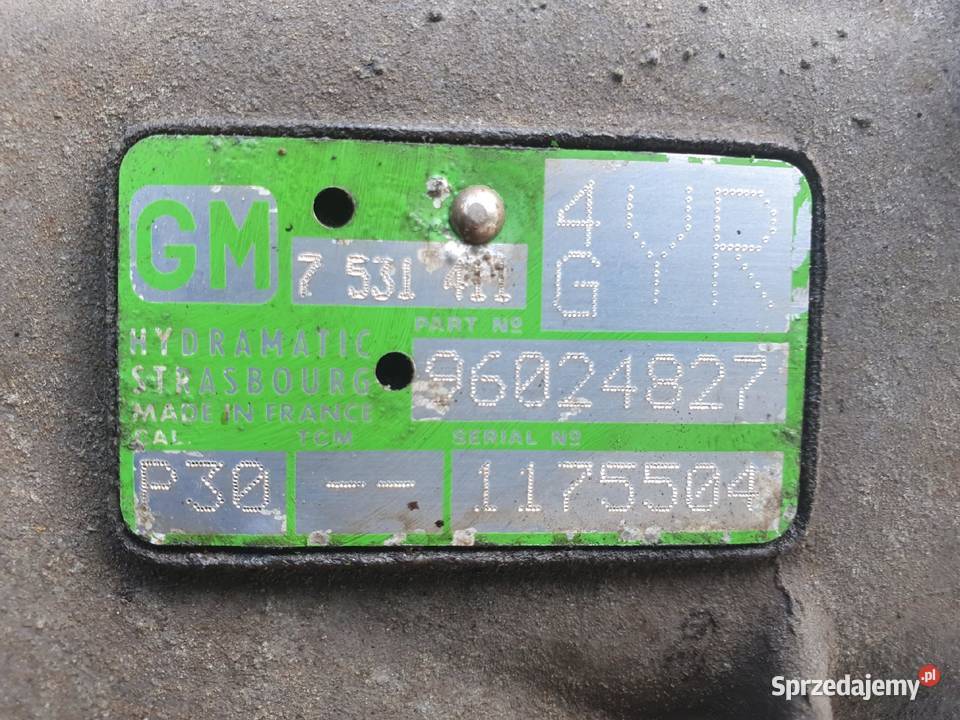 GM
7 531 411
4 YR
G YR
PART Nº
HYDRAMATIC
STRASBOURG
96024827
MADE IN FRANCE
CAL. TCM SERIAL Nº
P30 -- 1175504
Sprzedajemy.pl